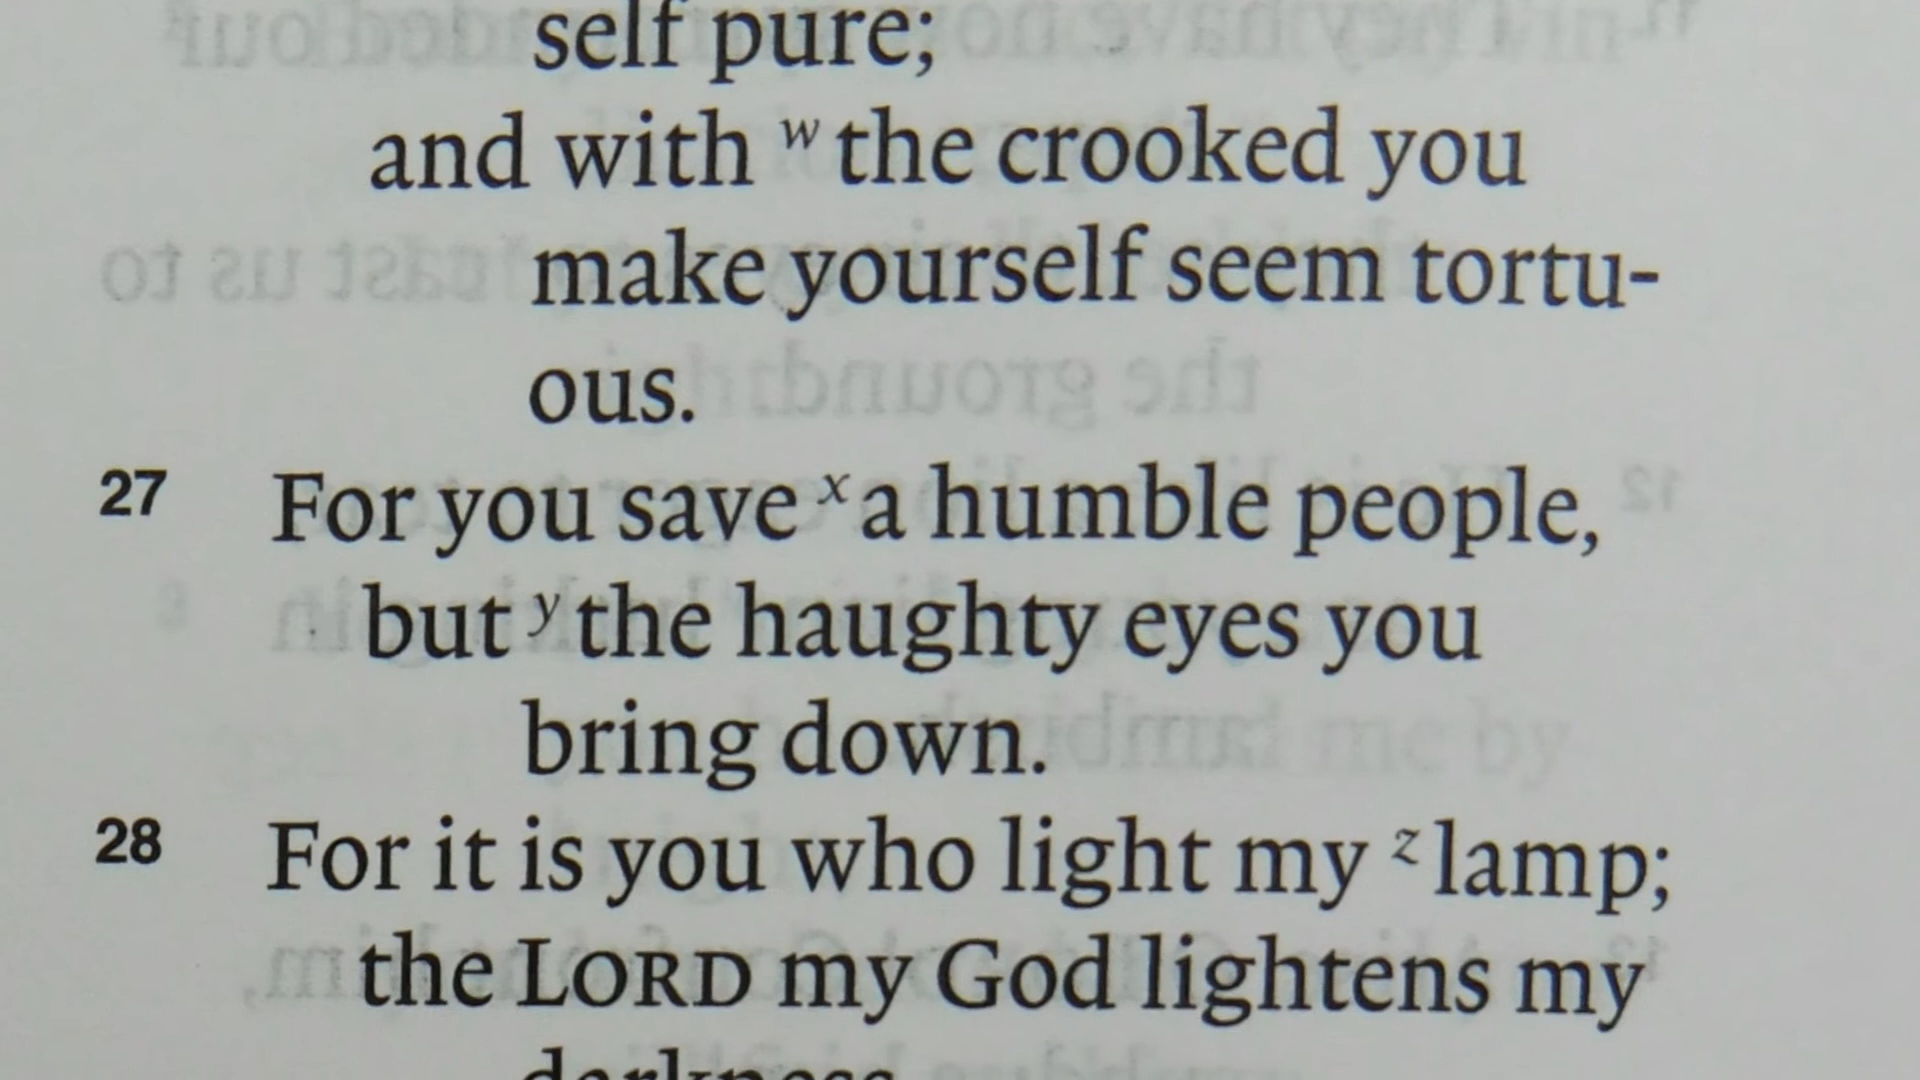 self pure;
and with w the crooked you
make yourself seem tortu-
ous.
27 For you save x a humble people,
but y the haughty eyes you
bring down.
28 For it is you who light my z lamp;
the LORD my God lightens my